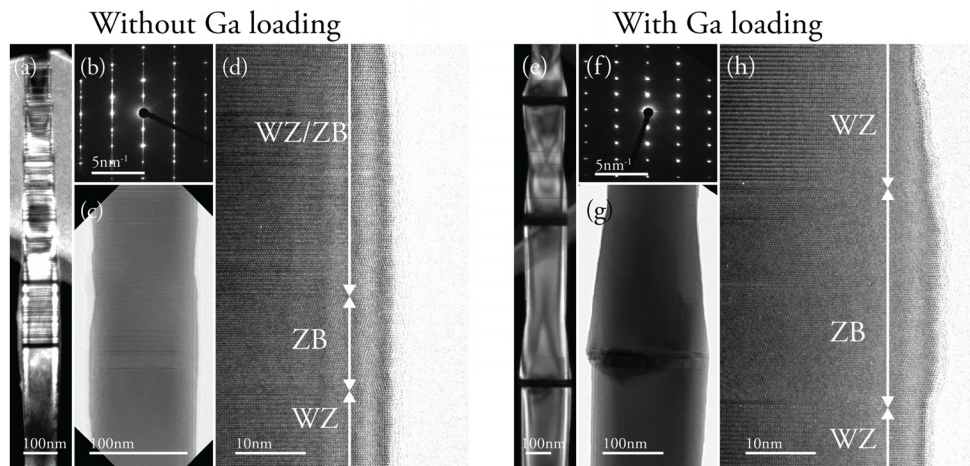 Without Ga loading
With Ga loading
(a)
(b)
5nm⁻¹
(c)
100nm
100nm
(d)
WZ/ZB
ZB
WZ
10nm
(e)
(f)
5nm⁻¹
(g)
100nm
100nm
(h)
WZ
ZB
WZ
10nm